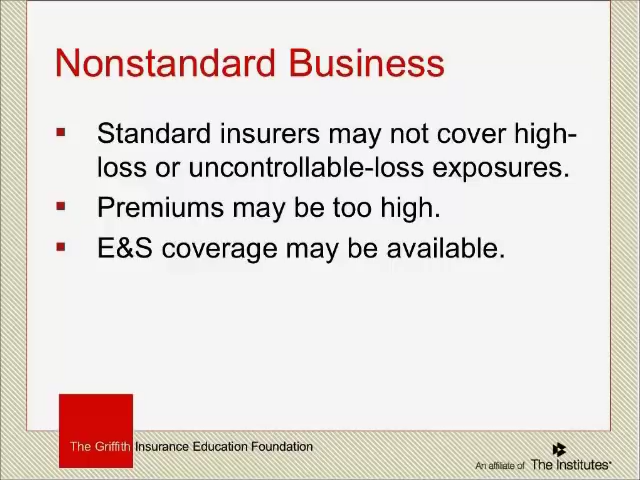 Nonstandard Business
▪ Standard insurers may not cover high-
loss or uncontrollable-loss exposures.
▪ Premiums may be too high.
▪ E&S coverage may be available.
The Griffith Insurance Education Foundation
An affiliate of The Institutes